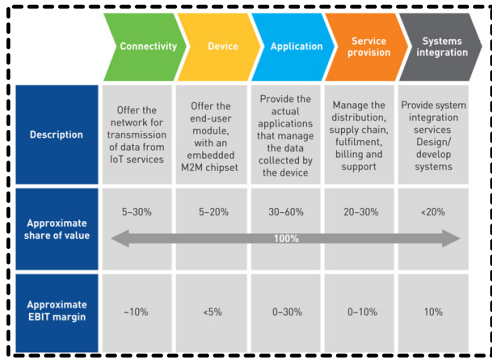 Connectivity
Device
Application
Service
provision
Systems
integration
Description
Offer the
network for
transmission
of data from
IoT services
Offer the
end-user
module,
with an
embedded
M2M chipset
Provide the
actual
applications
that manage
the data
collected by
the device
Manage the
distribution,
supply chain,
fulfilment,
billing and
support
Provide system
integration
services
Design/
develop
systems
Approximate
share of value
5–30%
5–20%
30–60%
20–30%
<20%
100%
Approximate
EBIT margin
~10%
<5%
0–30%
0–10%
10%